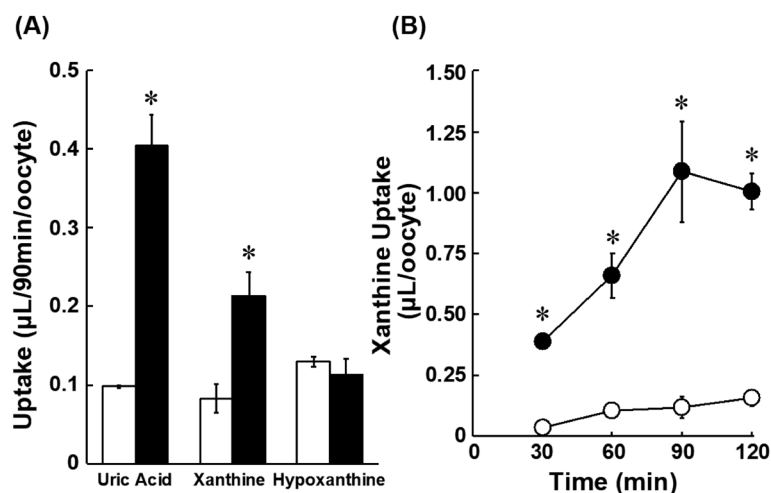 (A)
Uptake (µL/90min/oocyte)
0.5
0.4
0.3
0.2
0.1
0
*
*
Uric Acid
Xanthine
Hypoxanthine
(B)
Xanthine Uptake
(µL/oocyte)
1.50
1.25
1.00
0.75
0.50
0.25
0
*
*
*
*
0
30
60
90
120
Time (min)